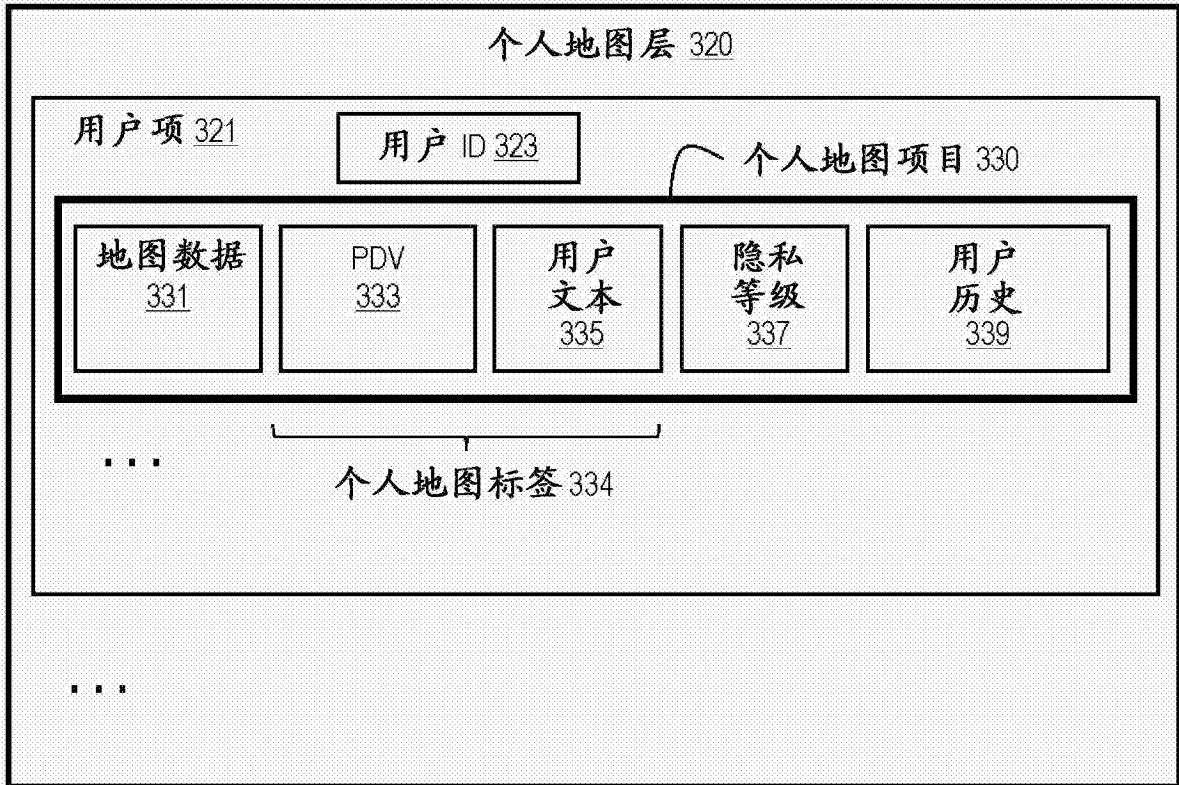 个人地图层 320
用户项 321
用户 ID 323
个人地图项目 330
地图数据
331
PDV
333
用户
文本
335
隐私
等级
337
用户
历史
339
...
个人地图标签 334
...